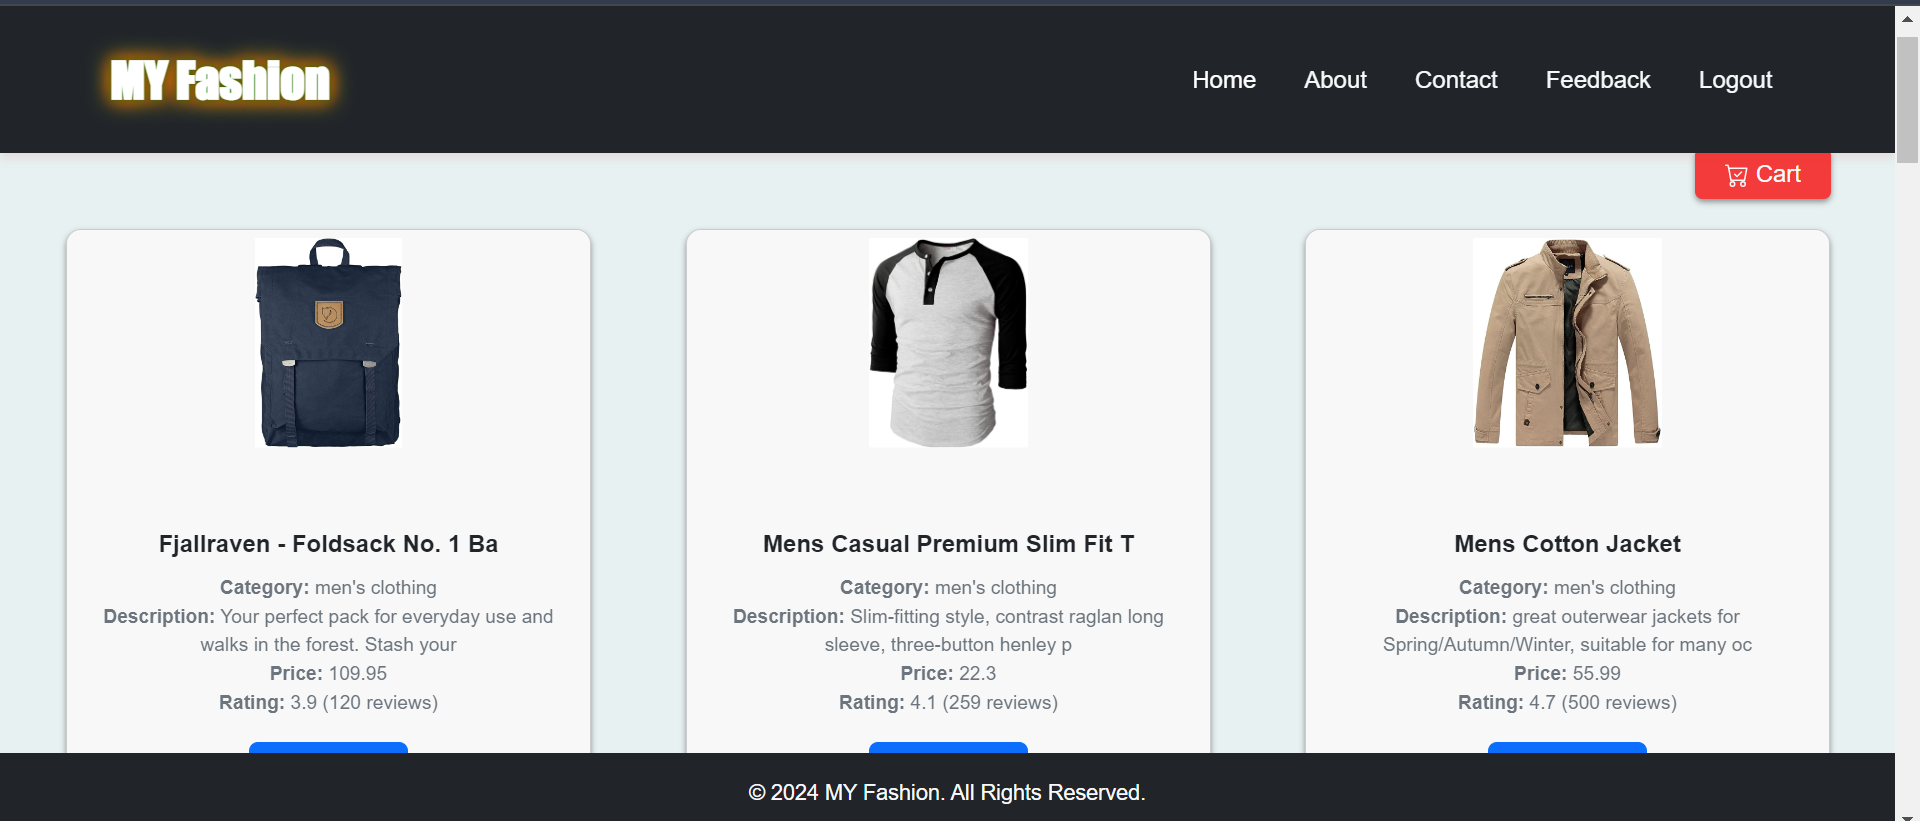 MY Fashion
Home About Contact Feedback Logout
Cart
Fjallraven - Foldsack No. 1 Ba
Category: men's clothing
Description: Your perfect pack for everyday use and
walks in the forest. Stash your
Price: 109.95
Rating: 3.9 (120 reviews)
Mens Casual Premium Slim Fit T
Category: men's clothing
Description: Slim-fitting style, contrast raglan long
sleeve, three-button henley p
Price: 22.3
Rating: 4.1 (259 reviews)
Mens Cotton Jacket
Category: men's clothing
Description: great outerwear jackets for
Spring/Autumn/Winter, suitable for many oc
Price: 55.99
Rating: 4.7 (500 reviews)
© 2024 MY Fashion. All Rights Reserved.